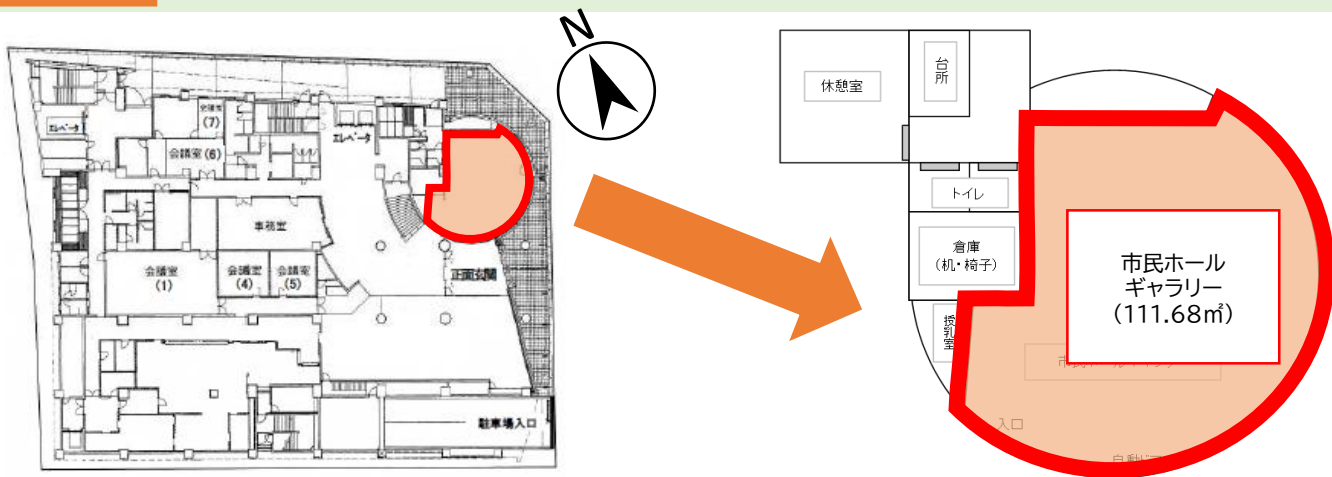 N
会議室
(7)
エレベータ
会議室(6)
エレベータ
事務室
会議室
(1)
会議室
(4)
会議室
(5)
正面玄関
駐車場入口
休憩室
台所
トイレ
倉庫
(机・椅子)
授乳室
市民ホール
ギャラリー
(111.68㎡)
入口